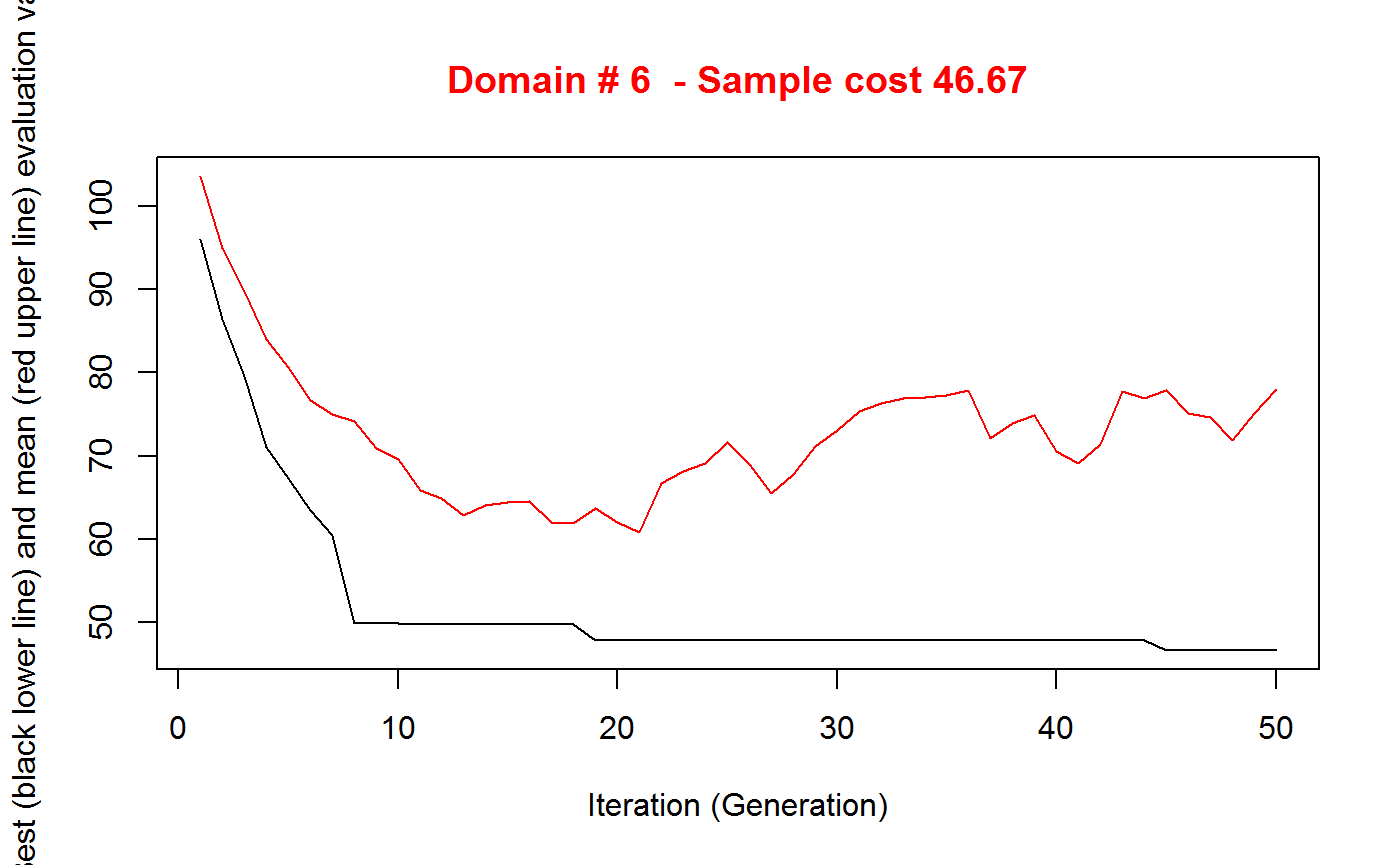 Domain # 6  - Sample cost 46.67
(black lower line) and mean (red upper line) evaluation
100
90
80
70
60
50
0 10 20 30 40 50
Iteration (Generation)